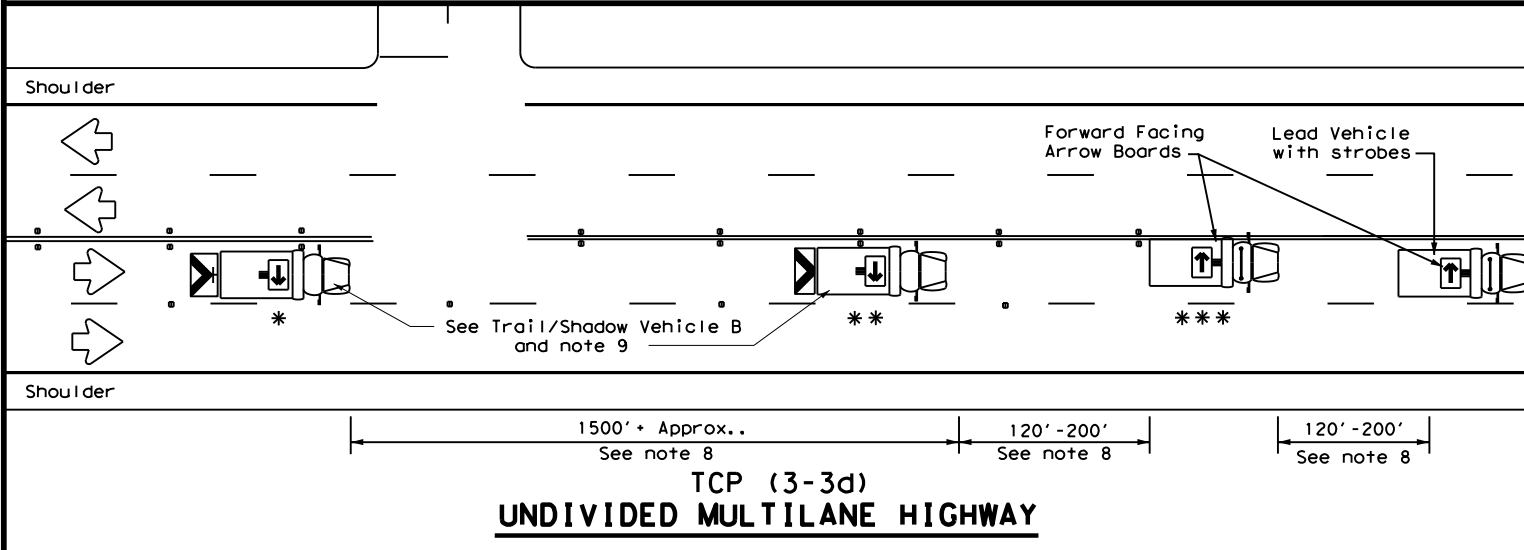 Shoulder
Forward Facing
Arrow Boards
Lead Vehicle
with strobes
*
**
***
See Trail/Shadow Vehicle B
and note 9
Shoulder
1500'+ Approx..
See note 8
120'-200'
See note 8
120'-200'
See note 8
TCP (3-3d)
UNDIVIDED MULTILANE HIGHWAY